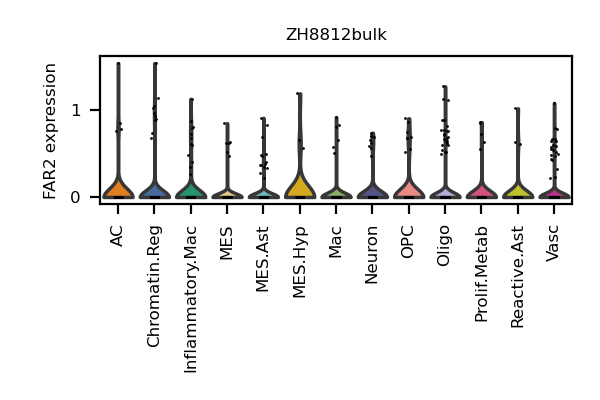 ZH8812bulk
FAR2 expression
1
0
AC
Chromatin.Reg
Inflammatory.Mac
MES
MES.Ast
MES.Hyp
Mac
Neuron
OPC
Oligo
Prolif.Metab
Reactive.Ast
Vasc